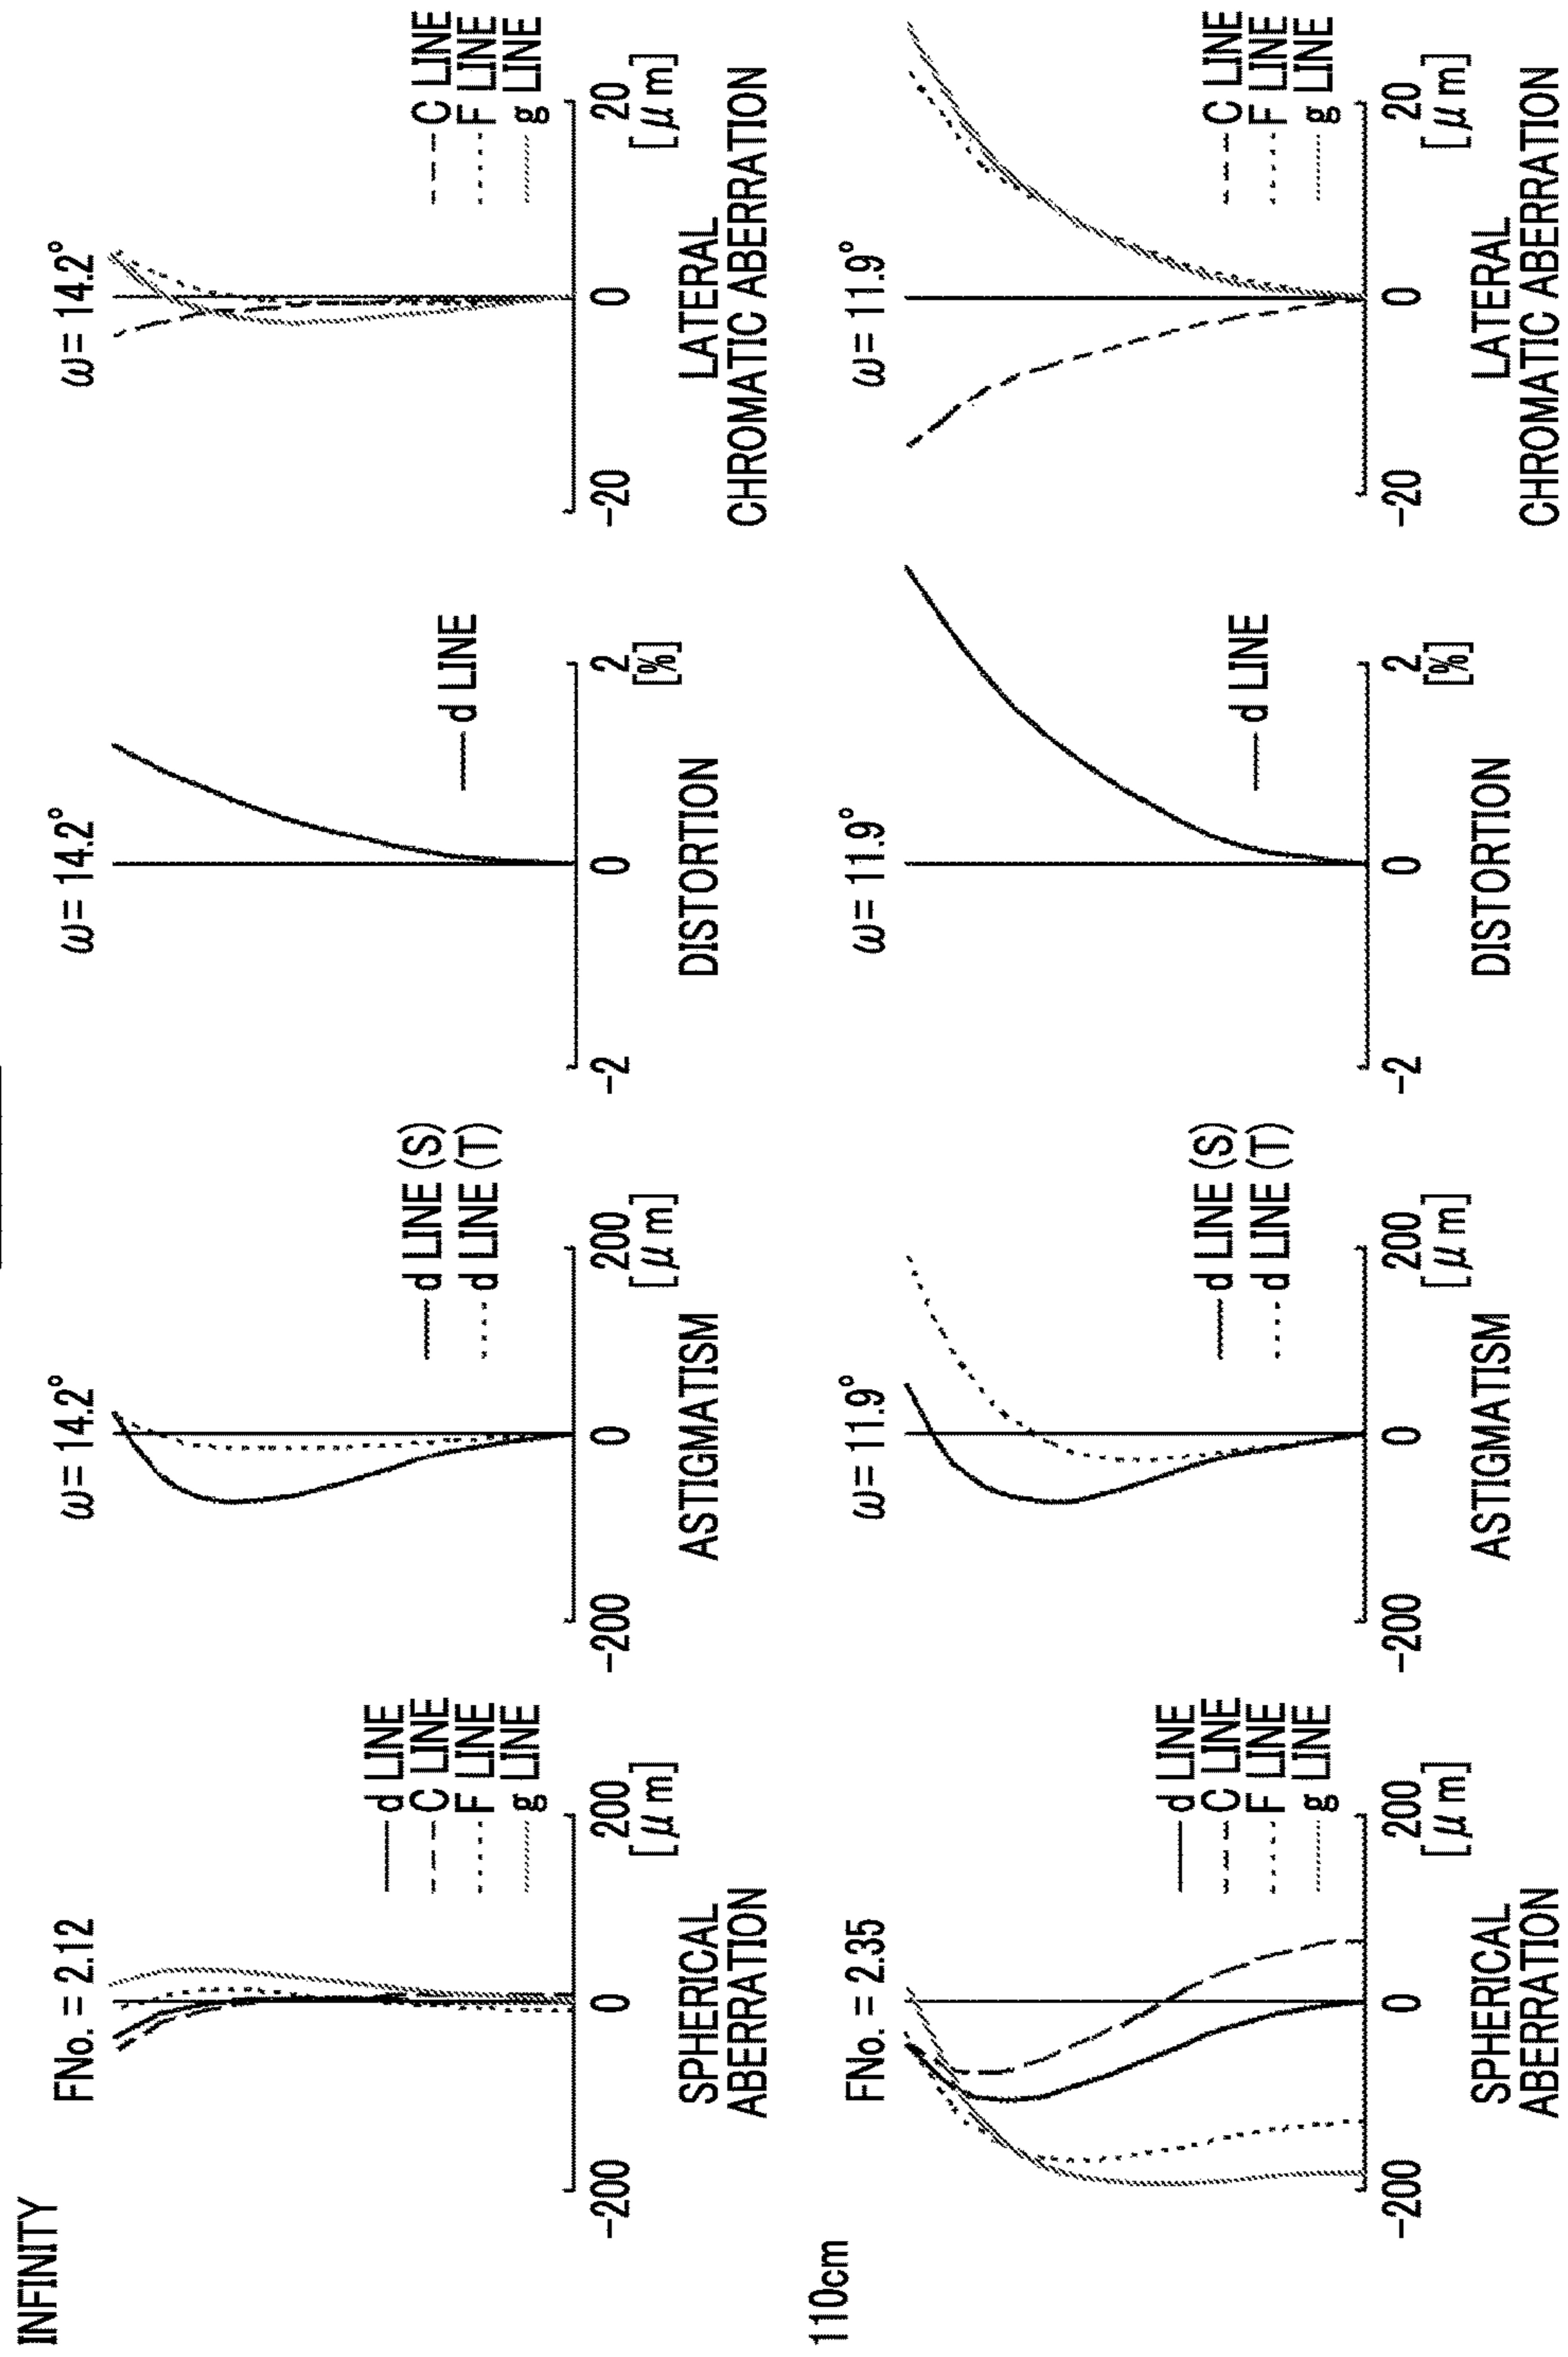 INFINITY
FNo. = 2.12
d LINE
C LINE
F LINE
g LINE
-200
0
200
[μm]
SPHERICAL
ABERRATION
ω= 14.2°
d LINE (S)
d LINE (T)
-200
0
200
[μm]
ASTIGMATISM
ω= 14.2°
d LINE
-2
0
2
[%]
DISTORTION
ω= 14.2°
C LINE
F LINE
g LINE
-20
0
20
[μm]
LATERAL
CHROMATIC ABERRATION
110cm
FNo. = 2.35
d LINE
C LINE
F LINE
g LINE
-200
0
200
[μm]
SPHERICAL
ABERRATION
ω= 11.9°
d LINE (S)
d LINE (T)
-200
0
200
[μm]
ASTIGMATISM
ω= 11.9°
d LINE
-2
0
2
[%]
DISTORTION
ω= 11.9°
C LINE
F LINE
g LINE
-20
0
20
[μm]
LATERAL
CHROMATIC ABERRATION